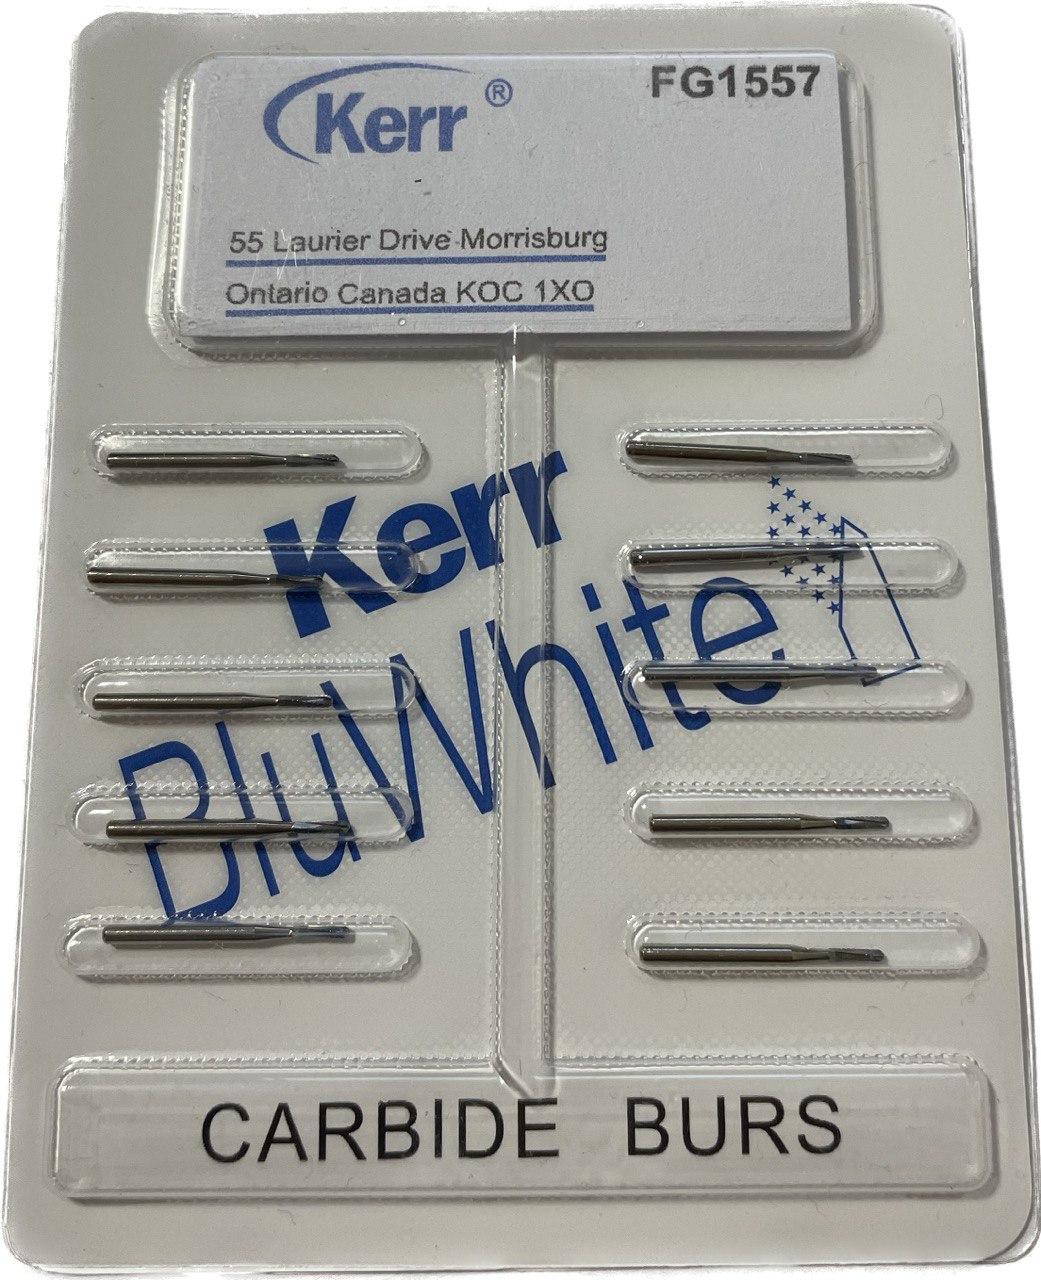 Kerr®
FG1557
55 Laurier Drive Morrisburg
Ontario Canada KOC 1XO
Kerr
BluWhite
CARBIDE BURS